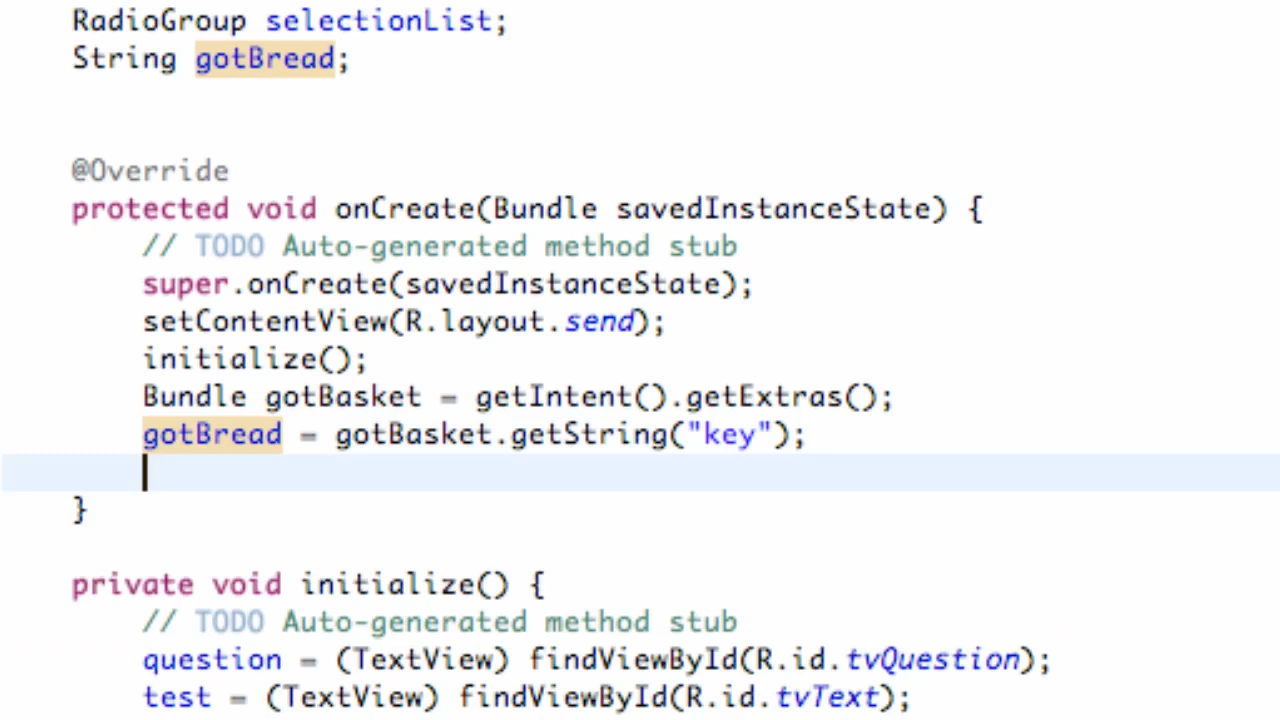 RadioGroup selectionList;
String gotBread;
@Override
protected void onCreate(Bundle savedInstanceState) {
// TODO Auto-generated method stub
super.onCreate(savedInstanceState);
setContentView(R.layout.send);
initialize();
Bundle gotBasket = getIntent().getExtras();
gotBread = gotBasket.getString("key");
}
private void initialize() {
// TODO Auto-generated method stub
question = (TextView) findViewById(R.id.tvQuestion);
test = (TextView) findViewById(R.id.tvText);